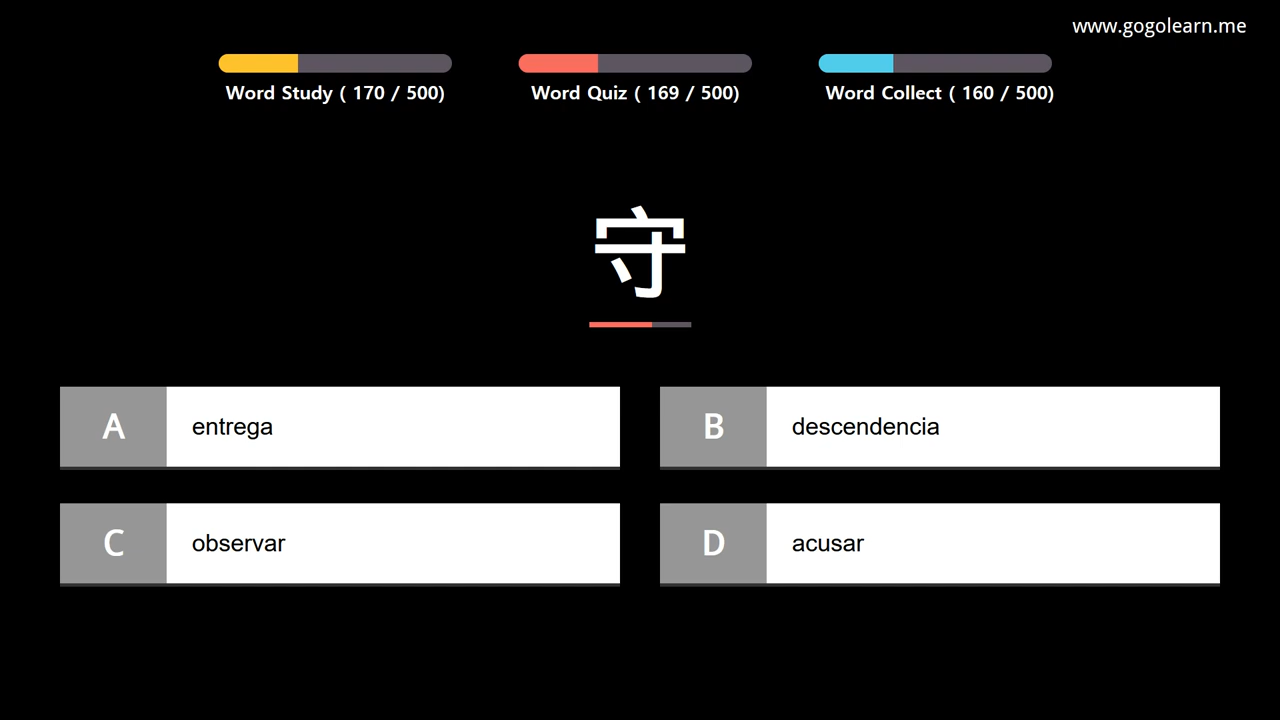 www.gogolearn.me
Word Study ( 170 / 500)
Word Quiz ( 169 / 500)
Word Collect ( 160 / 500)
守
A entrega
B descendencia
C observar
D acusar